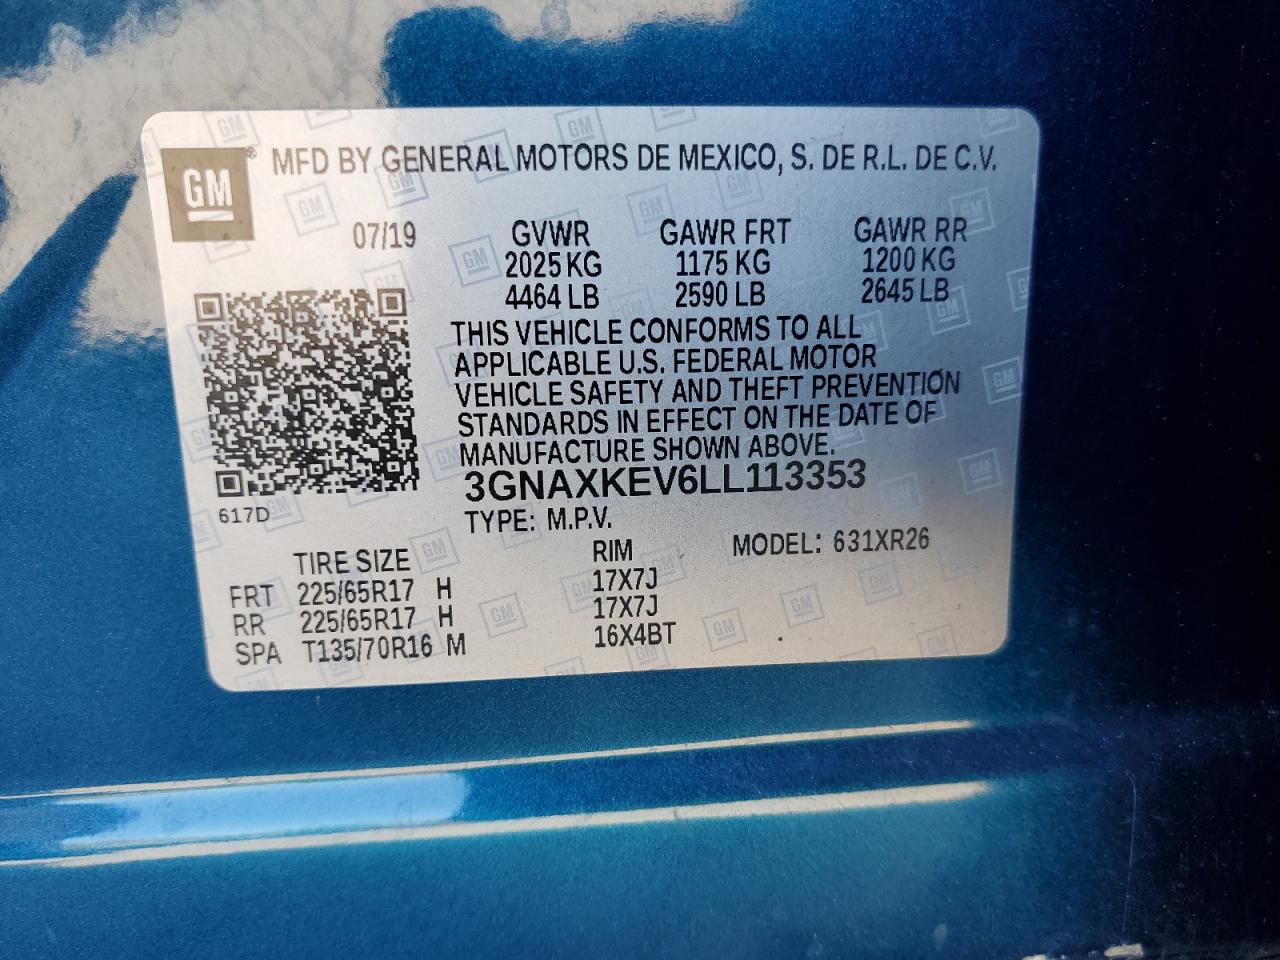 GM
MFD BY GENERAL MOTORS DE MEXICO, S. DE R.L. DE C.V.
07/19 GVWR GAWR FRT GAWR RR
2025 KG 1175 KG 1200 KG
4464 LB 2590 LB 2645 LB
THIS VEHICLE CONFORMS TO ALL
APPLICABLE U.S. FEDERAL MOTOR
VEHICLE SAFETY AND THEFT PREVENTION
STANDARDS IN EFFECT ON THE DATE OF
MANUFACTURE SHOWN ABOVE.
3GNAXKEV6LL113353
617D
TYPE: M.P.V.
TIRE SIZE RIM MODEL: 631XR26
FRT 225/65R17 H 17X7J
RR 225/65R17 H 17X7J
SPA T135/70R16 M 16X4BT